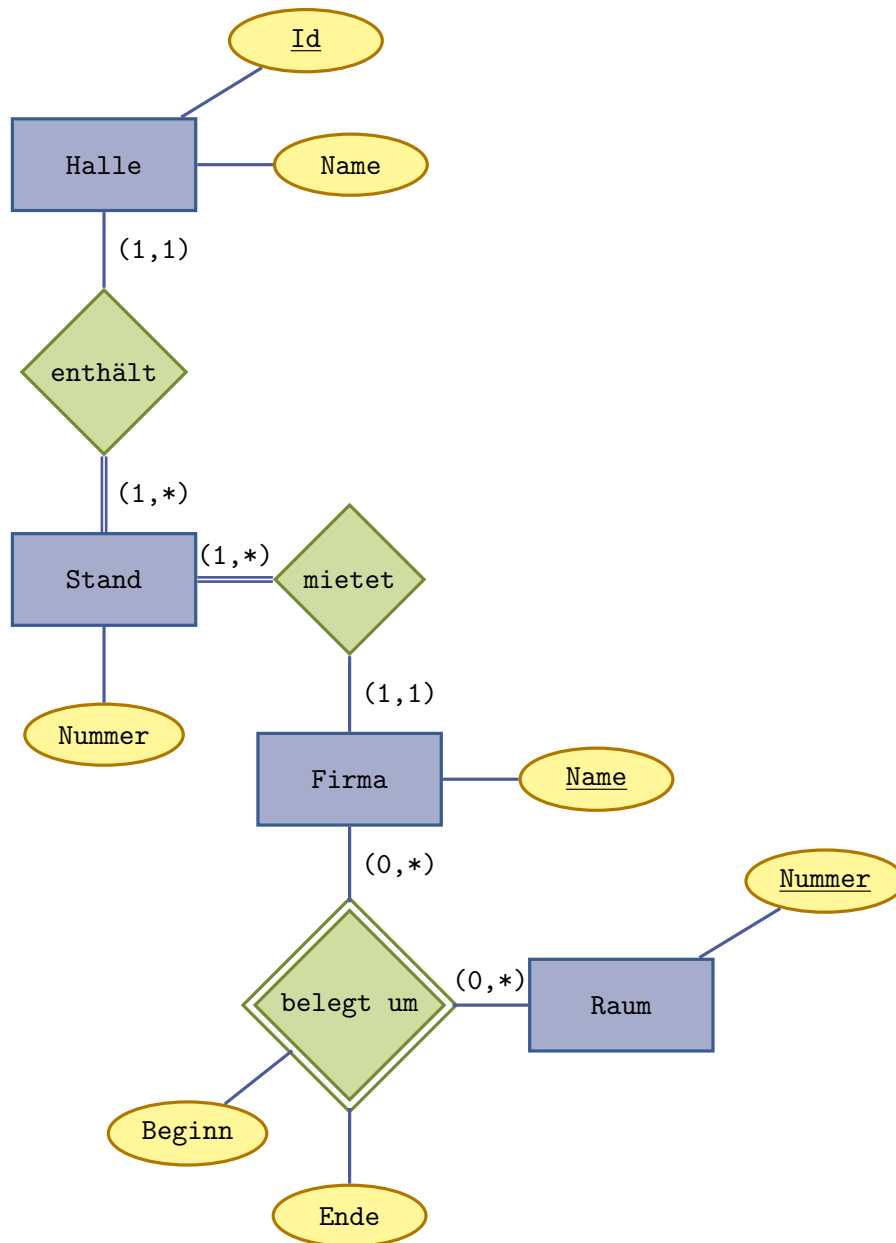 Id
Halle
Name
(1,1)
enthält
(1,*)
Stand
(1,*)
mietet
Nummer
(1,1)
Firma
Name
(0,*)
Nummer
belegt um
(0,*)
Raum
Beginn
Ende